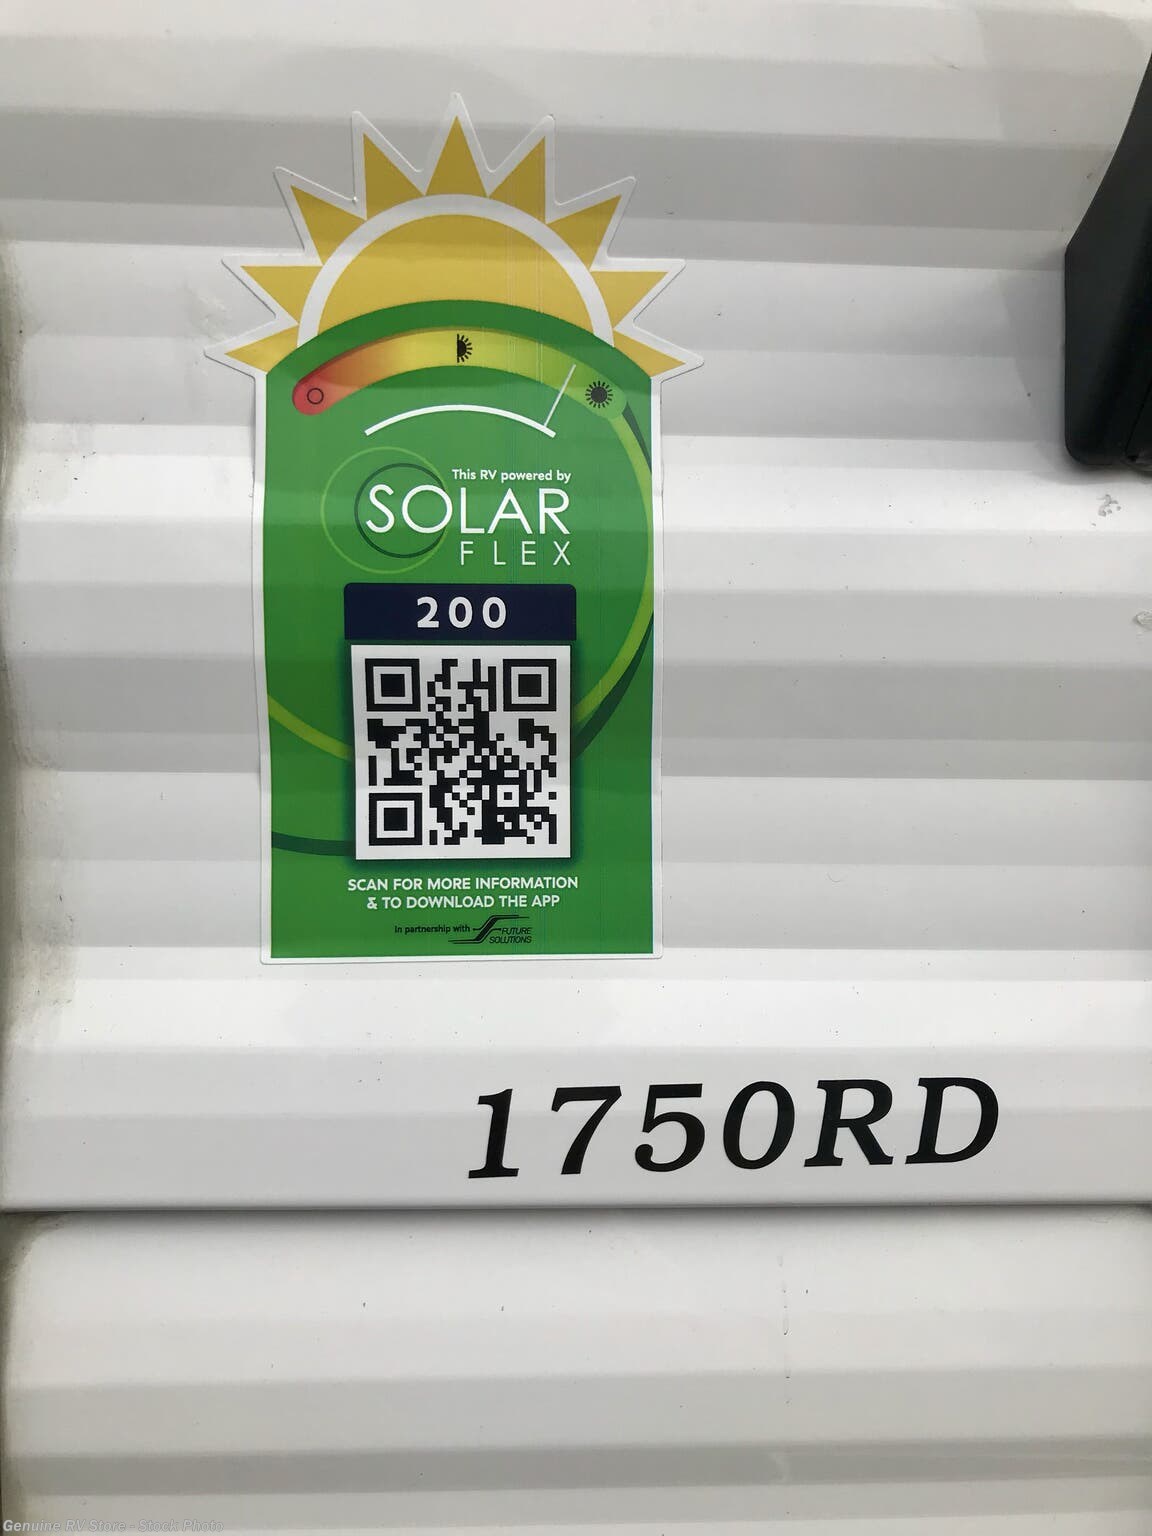 This RV powered by
SOLAR
FLEX
200
SCAN FOR MORE INFORMATION
& TO DOWNLOAD THE APP
In partnership with FUTURE
SOLUTIONS
1750RD
Genuine RV Store - Stock Photo